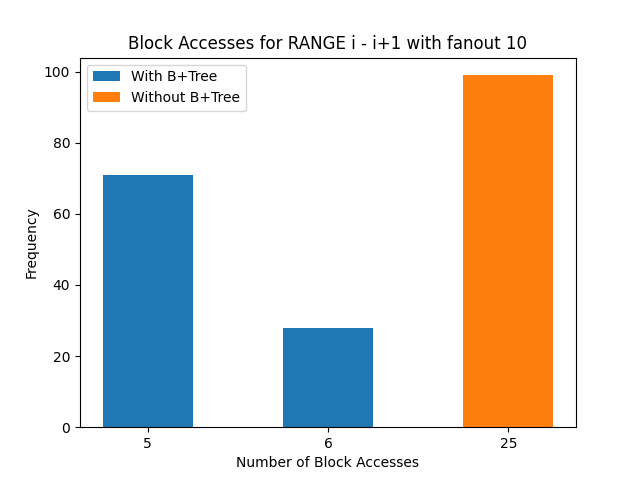 Block Accesses for RANGE i - i+1 with fanout 10
With B+Tree
Without B+Tree
100
80
60
40
20
0
Frequency
5 6 25
Number of Block Accesses